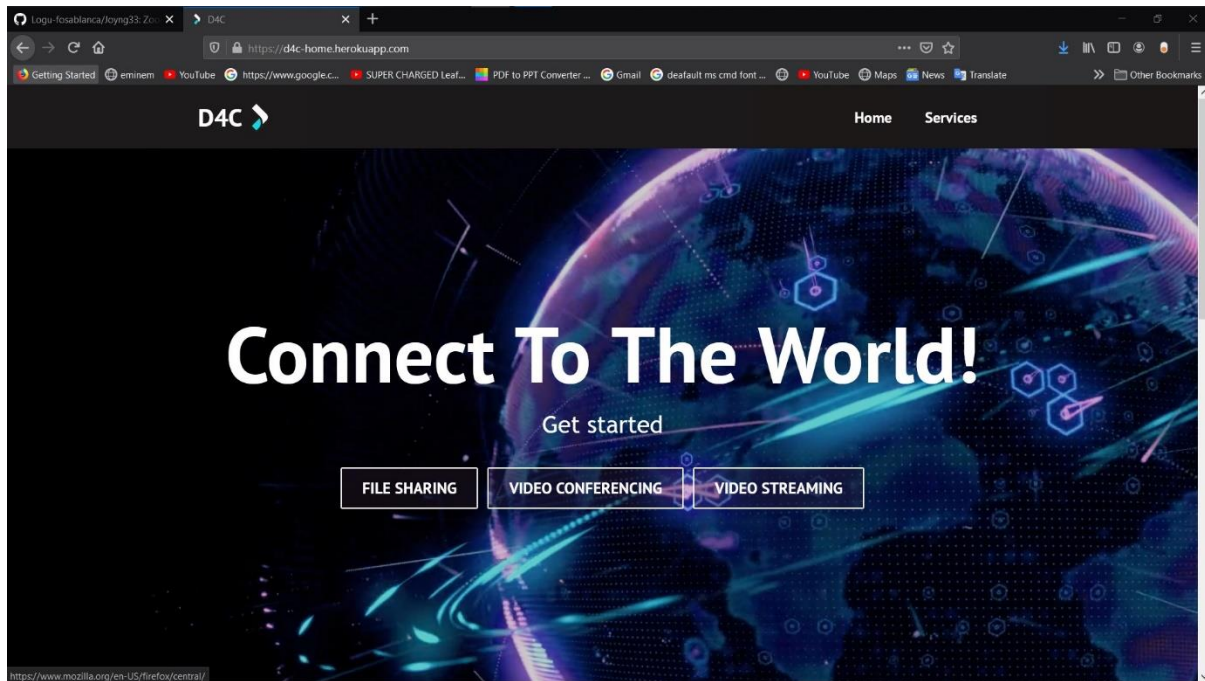 Logu-fosablanca/Joyng33: Zoo
D4C
https://d4c-home.herokuapp.com
Getting Started eminem YouTube https://www.google.c... SUPER CHARGED Leaf... PDF to PPT Converter ... Gmail deafault ms cmd font ... YouTube Maps News Translate Other Bookmarks
D4C Home Services
Connect To The World!
Get started
FILE SHARING VIDEO CONFERENCING VIDEO STREAMING
https://www.mozilla.org/en-US/firefox/central/